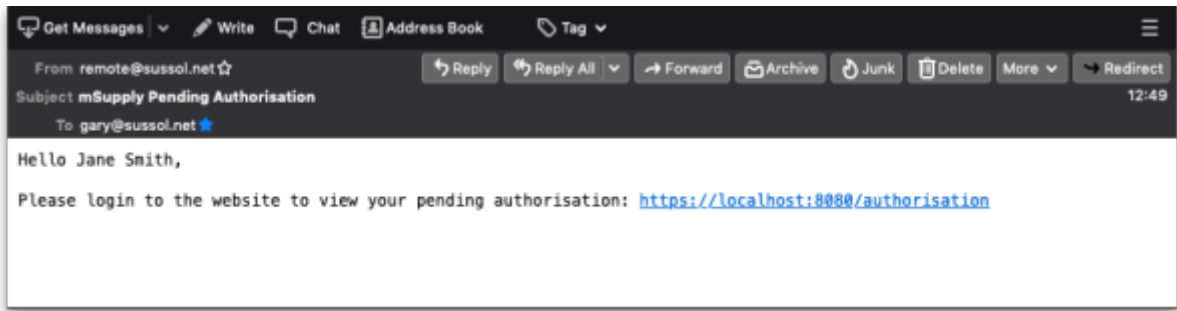 Get Messages Write Chat Address Book Tag
From remote@sussol.net Reply Reply All Forward Archive Junk Delete More Redirect
Subject mSupply Pending Authorisation 12:49
To gary@sussol.net
Hello Jane Smith,
Please login to the website to view your pending authorisation: https://localhost:8080/authorisation